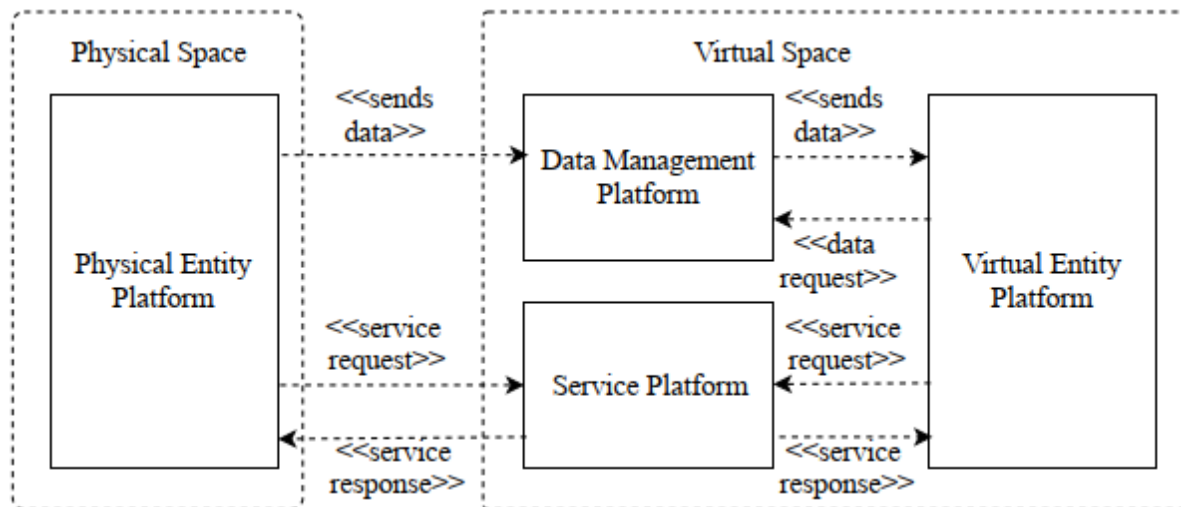 Physical Space
Virtual Space
<<sends
data>>
<<sends
data>>
Data Management
Platform
Physical Entity
Platform
<<data
request>>
Virtual Entity
Platform
<<service
request>>
<<service
request>>
Service Platform
<<service
response>>
<<service
response>>